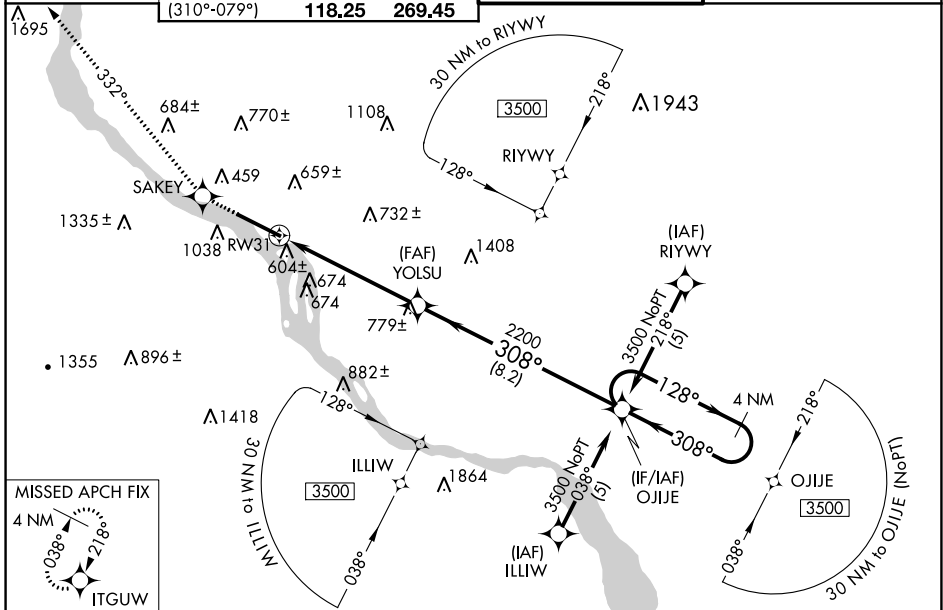 (310°-079°) 118.25 269.45
1695
332°
684±
770±
1108
30 NM to RIYWY
3500
218°
1943
RIYWY
128°
SAKEY
459
659±
1335±
1038
RW31
732±
604±
674
674
(FAF)
YOLSU
1408
(IAF)
RIYWY
779±
2200
308°
(8.2)
3500 NoPT
218°
(5)
1355
896±
882±
128°
4 NM
308°
128°
218°
1418
30 NM to ILLIW
ILLIW
3500
1864
038°
3500 NoPT
038°
(5)
(IF/IAF)
OJIJE
(IAF)
ILLIW
OJIJE
3500
038°
30 NM to OJIJE (NoPT)
MISSED APCH FIX
4 NM
038°
218°
ITGUW